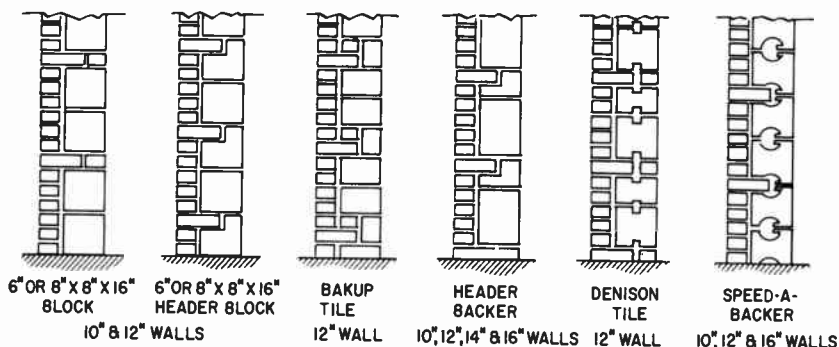 6" OR 8" X 8" X 16"
BLOCK
6" OR 8" X 8" X 16"
HEADER BLOCK
10" & 12" WALLS
BAKUP
TILE
12" WALL
HEADER
BACKER
10", 12", 14" & 16" WALLS
DENISON
TILE
12" WALL
SPEED-A-
BACKER
10", 12" & 16" WALLS